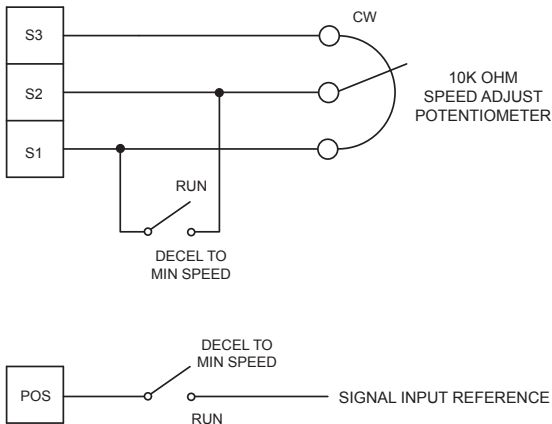 S3
CW
S2
10K OHM
SPEED ADJUST
POTENTIOMETER
S1
RUN
DECEL TO
MIN SPEED
DECEL TO
MIN SPEED
POS
SIGNAL INPUT REFERENCE
RUN